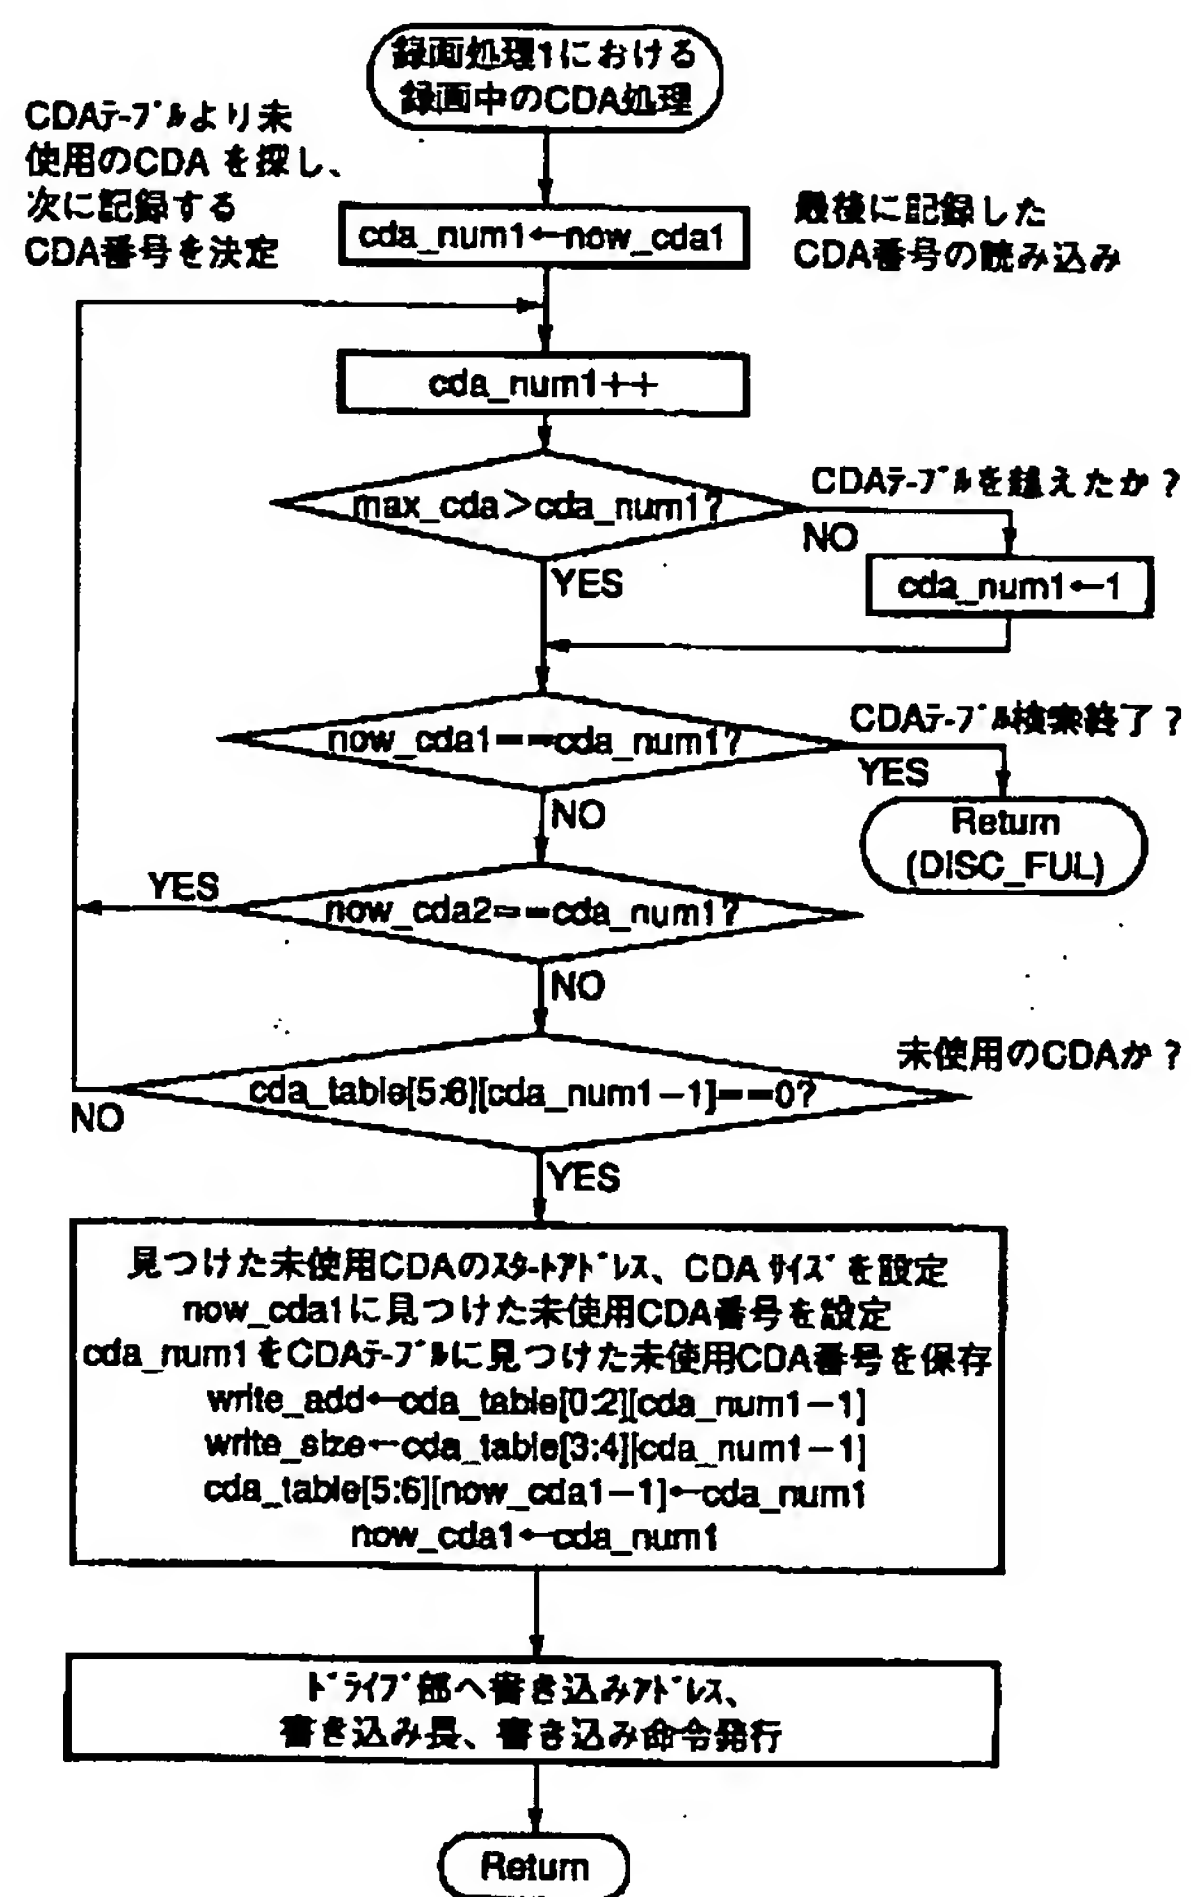 録画処理1における
録画中のCDA処理
CDAテーブルより未
使用のCDA を探し、
次に記録する
CDA番号を決定
cda_num1←now_cda1
最後に記録した
CDA番号の読み込み
cda_num1++
max_cda>cda_num1?
CDAテーブルを越えたか?
NO
YES
cda_num1←1
now_cda1==cda_num1?
CDAテーブル検索終了?
YES
NO
Return
(DISC_FUL)
YES
now_cda2==cda_num1?
NO
未使用のCDAか?
cda_table[5:6][cda_num1-1]==0?
NO
YES
見つけた未使用CDAのスタートアドレス、CDA サイズを設定
now_cda1に見つけた未使用CDA番号を設定
cda_num1をCDAテーブルに見つけた未使用CDA番号を保存
write_add←cda_table[0:2][cda_num1-1]
write_size←cda_table[3:4][cda_num1-1]
cda_table[5:6][now_cda1-1]←cda_num1
now_cda1←cda_num1
ドライブ部へ書き込みアドレス、
書き込み長、書き込み命令発行
Return